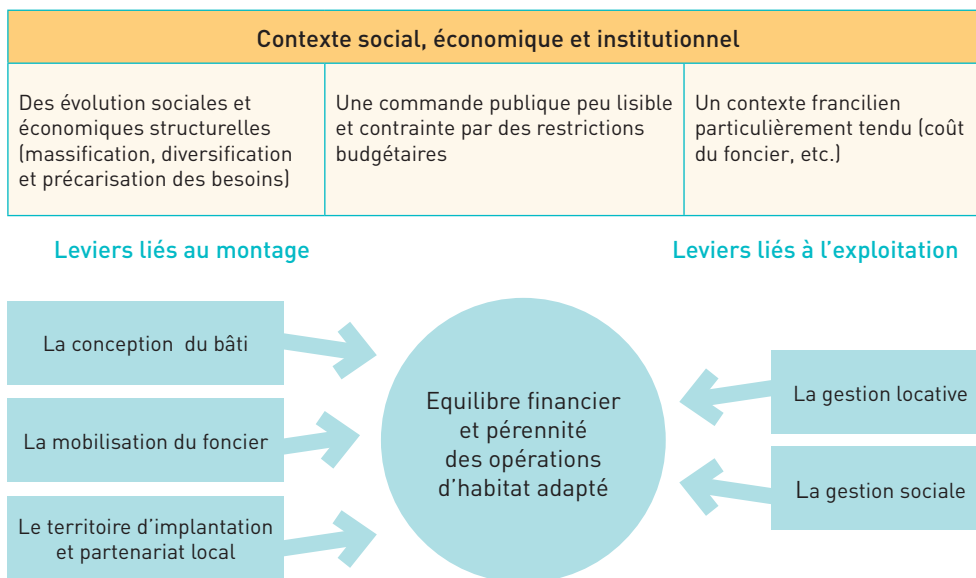 Contexte social, économique et institutionnel
Des évolution sociales et
économiques structurelles
(massification, diversification
et précarisation des besoins)
Une commande publique peu lisible
et contrainte par des restrictions
budgétaires
Un contexte francilien
particulièrement tendu (coût
du foncier, etc.)
Leviers liés au montage
Leviers liés à l'exploitation
La conception du bâti
La mobilisation du foncier
Le territoire d'implantation
et partenariat local
Equilibre financier
et pérennité
des opérations
d'habitat adapté
La gestion locative
La gestion sociale